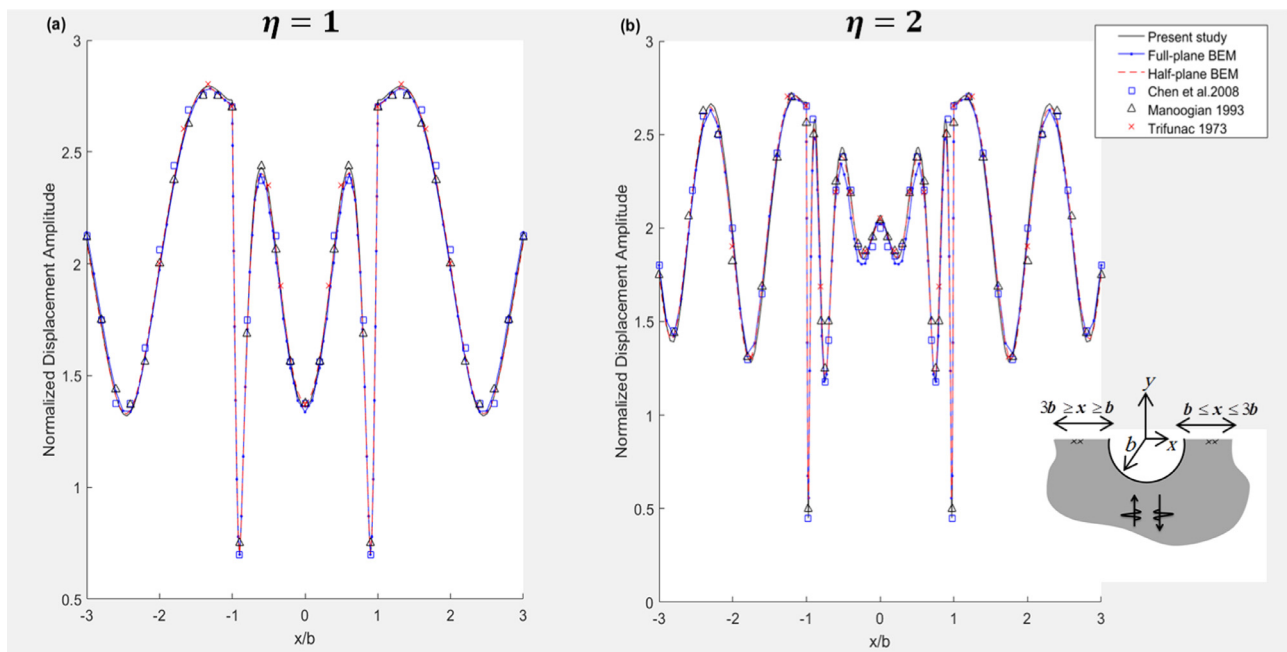 (a)
η = 1
Normalized Displacement Amplitude
3
2.5
2
1.5
1
0.5
-3 -2 -1 0 1 2 3
x/b
(b)
η = 2
Normalized Displacement Amplitude
3
2.5
2
1.5
1
0.5
0
-3 -2 -1 0 1 2 3
x/b
Present study
Full-plane BEM
Half-plane BEM
Chen et al.2008
Manoogian 1993
Trifunac 1973
y
3b ≥ x ≥ b
b ≤ x ≤ 3b
b
x